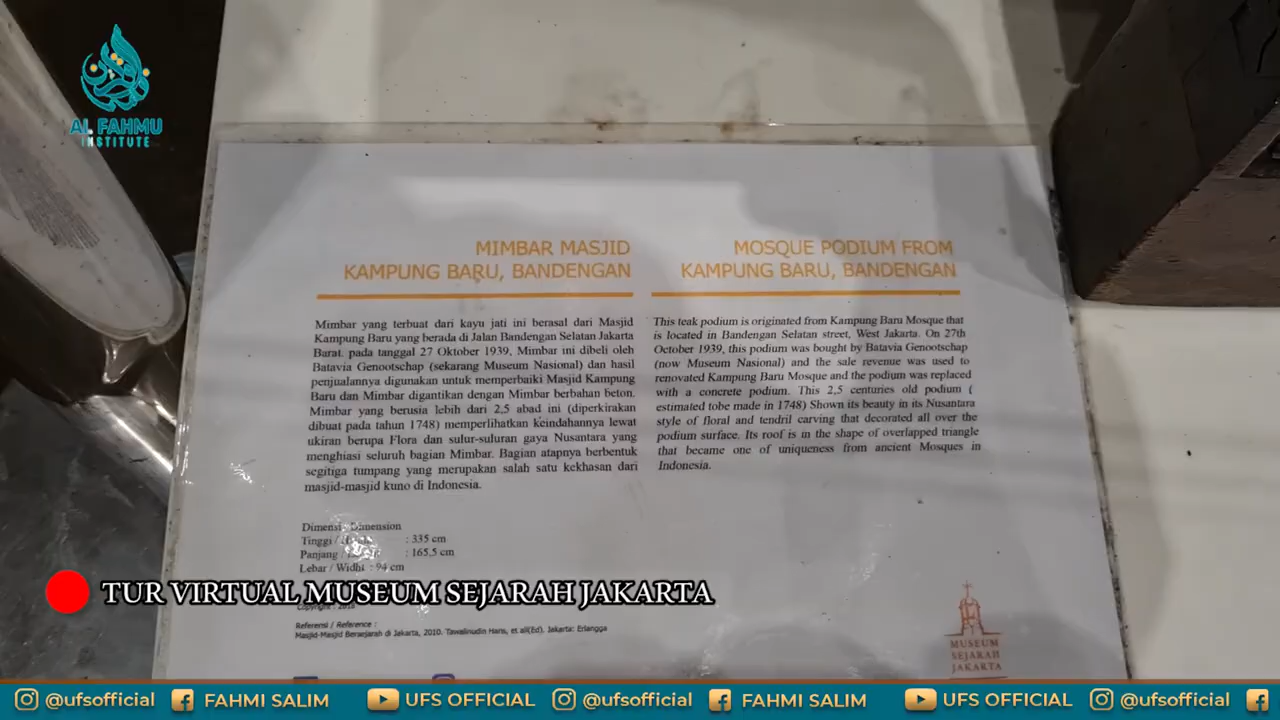 AL FAHMU
INSTITUTE
MIMBAR MASJID
KAMPUNG BARU, BANDENGAN
Mimbar yang terbuat dari kayu jati ini berasal dari Masjid
Kampung Baru yang berada di Jalan Bandengan Selatan Jakarta
Barat. pada tanggal 27 Oktober 1939, Mimbar ini dibeli oleh
Batavia Genootschap (sekarang Museum Nasional) dan hasil
penjualannya digunakan untuk memperbaiki Masjid Kampung
Baru dan Mimbar digantikan dengan Mimbar berbahan beton.
Mimbar yang berusia lebih dari 2,5 abad ini (diperkirakan
dibuat pada tahun 1748) memperlihatkan keindahannya lewat
ukiran berupa Flora dan sulur-suluran gaya Nusantara yang
menghiasi seluruh bagian Mimbar. Bagian atapnya berbentuk
segitiga tumpang yang merupakan salah satu kekhasan dari
masjid-masjid kuno di Indonesia.
MOSQUE PODIUM FROM
KAMPUNG BARU, BANDENGAN
This teak podium is originated from Kampung Baru Mosque that
is located in Bandengan Selatan street, West Jakarta. On 27th
October 1939, this podium was bought by Batavia Genootschap
(now Museum Nasional) and the sale revenue was used to
renovated Kampung Baru Mosque and the podium was replaced
with a concrete podium. This 2,5 centuries old podium (
estimated tobe made in 1748) Shown its beauty in its Nusantara
style of floral and tendril carving that decorated all over the
podium surface. Its roof is in the shape of overlapped triangle
that became one of uniqueness from ancient Mosques in
Indonesia.
Dimensi / Dimension
Tinggi / : 335 cm
Panjang / : 165,5 cm
Lebar / Widht : 94 cm
TUR VIRTUAL MUSEUM SEJARAH JAKARTA
Copyright : 
Referensi / Reference :
Masjid-Masjid Beraejarah di Jakarta, 2010. Tawalinudin Haris, et all(Ed). Jakarta: Erlangga
MUSEUM
SEJARAH
JAKARTA
@ufsofficial FAHMI SALIM UFS OFFICIAL @ufsofficial FAHMI SALIM UFS OFFICIAL @ufsofficial